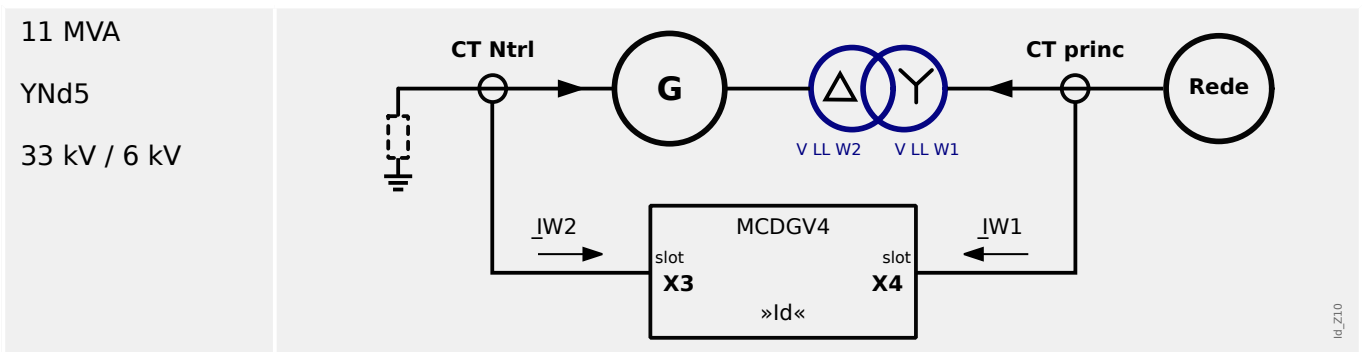 11 MVA
YNd5
33 kV / 6 kV
CT Ntrl
G
CT princ
Rede
V LL W2
V LL W1
IW2
MCDGV4
IW1
slot
X3
slot
X4
»Id«
Id_Z10